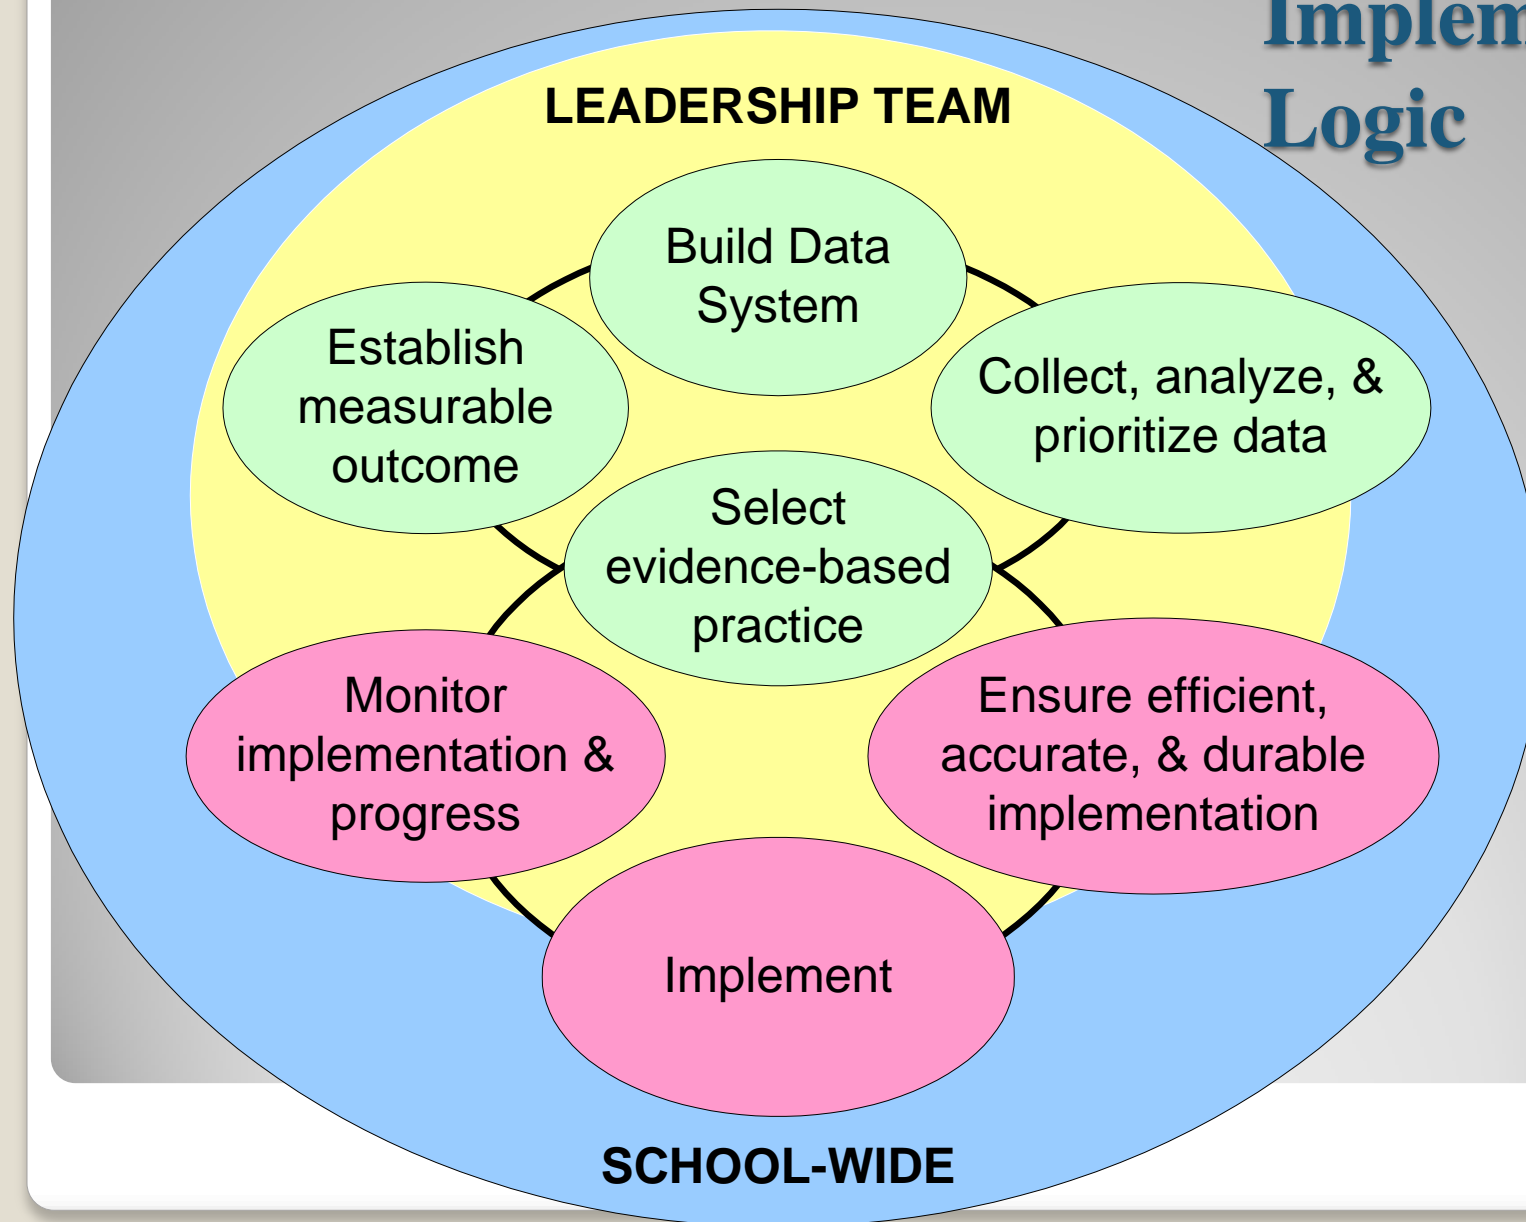 Implem
Logic
LEADERSHIP TEAM
Build Data
System
Establish
measurable
outcome
Collect, analyze, &
prioritize data
Select
evidence-based
practice
Monitor
implementation &
progress
Ensure efficient,
accurate, & durable
implementation
Implement
SCHOOL-WIDE